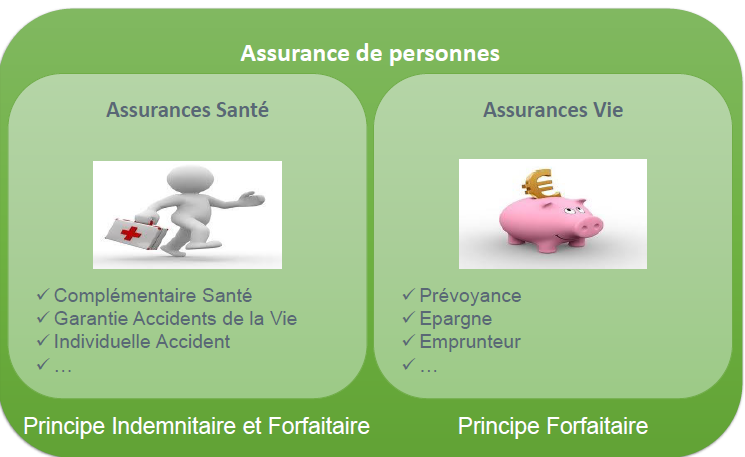 Assurance de personnes
Assurances Santé
Assurances Vie
✓ Complémentaire Santé
✓ Garantie Accidents de la Vie
✓ Individuelle Accident
✓ …
✓ Prévoyance
✓ Epargne
✓ Emprunteur
✓ …
Principe Indemnitaire et Forfaitaire
Principe Forfaitaire